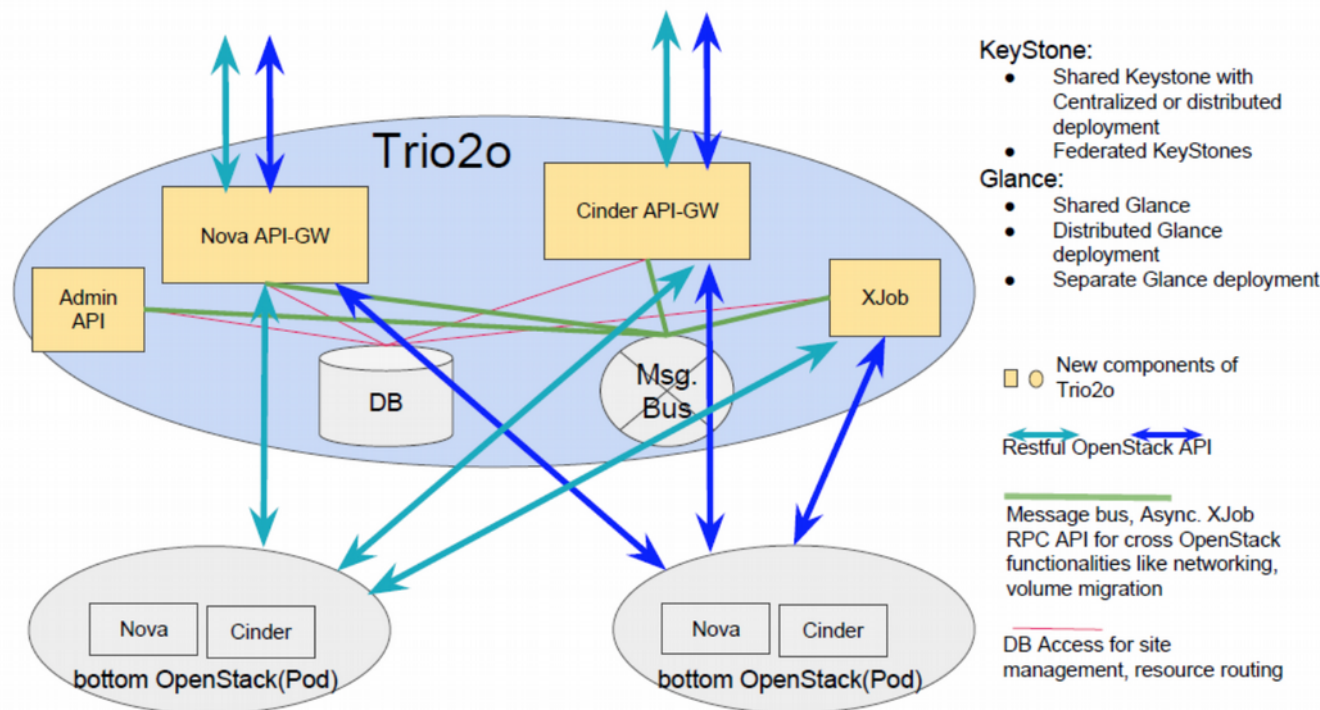 Trio2o
Nova API-GW
Cinder API-GW
Admin
API
XJob
DB
Msg.
Bus
Nova
Cinder
bottom OpenStack(Pod)
Nova
Cinder
bottom OpenStack(Pod)
KeyStone:
● Shared Keystone with
Centralized or distributed
deployment
● Federated KeyStones
Glance:
● Shared Glance
● Distributed Glance
deployment
● Separate Glance deployment
New components of
Trio2o
Restful OpenStack API
Message bus, Async. XJob
RPC API for cross OpenStack
functionalities like networking,
volume migration
DB Access for site
management, resource routing